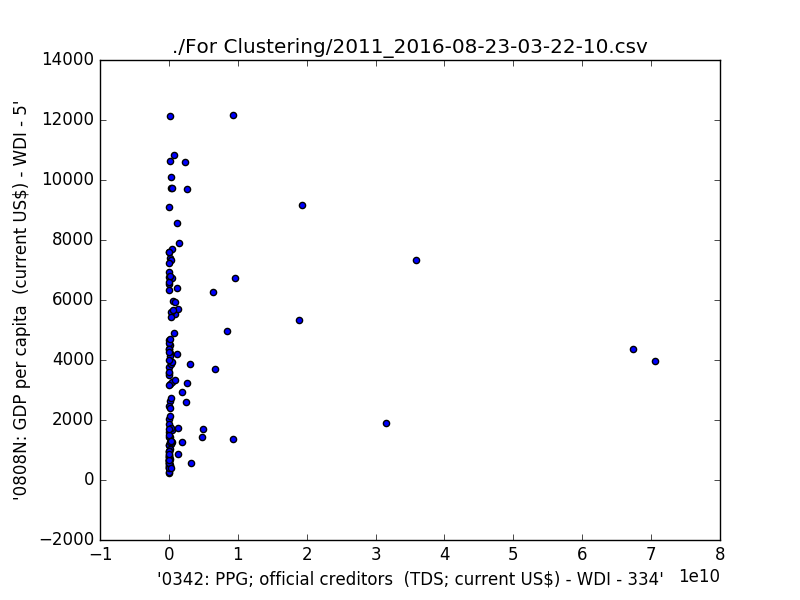 ./For Clustering/2011_2016-08-23-03-22-10.csv
14000
12000
10000
8000
6000
4000
2000
0
−2000
'0808N: GDP per capita  (current US$) - WDI - 5'
−1 0 1 2 3 4 5 6 7 8
1e10
'0342: PPG; official creditors  (TDS; current US$) - WDI - 334'